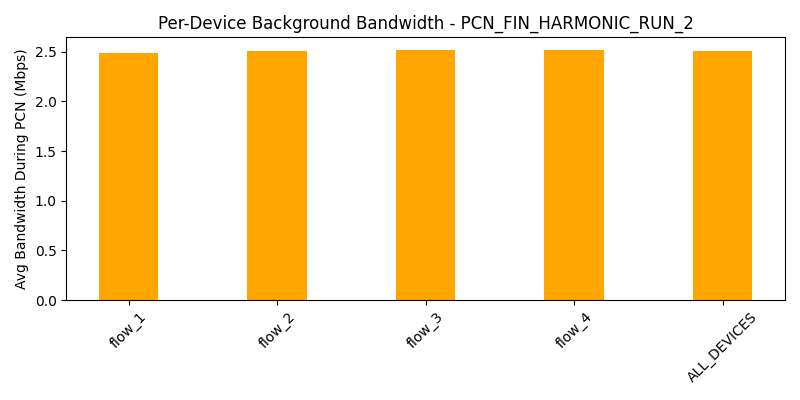 Per-Device Background Bandwidth - PCN_FIN_HARMONIC_RUN_2
Avg Bandwidth During PCN (Mbps)
2.5
2.0
1.5
1.0
0.5
0.0
flow_1
flow_2
flow_3
flow_4
ALL_DEVICES